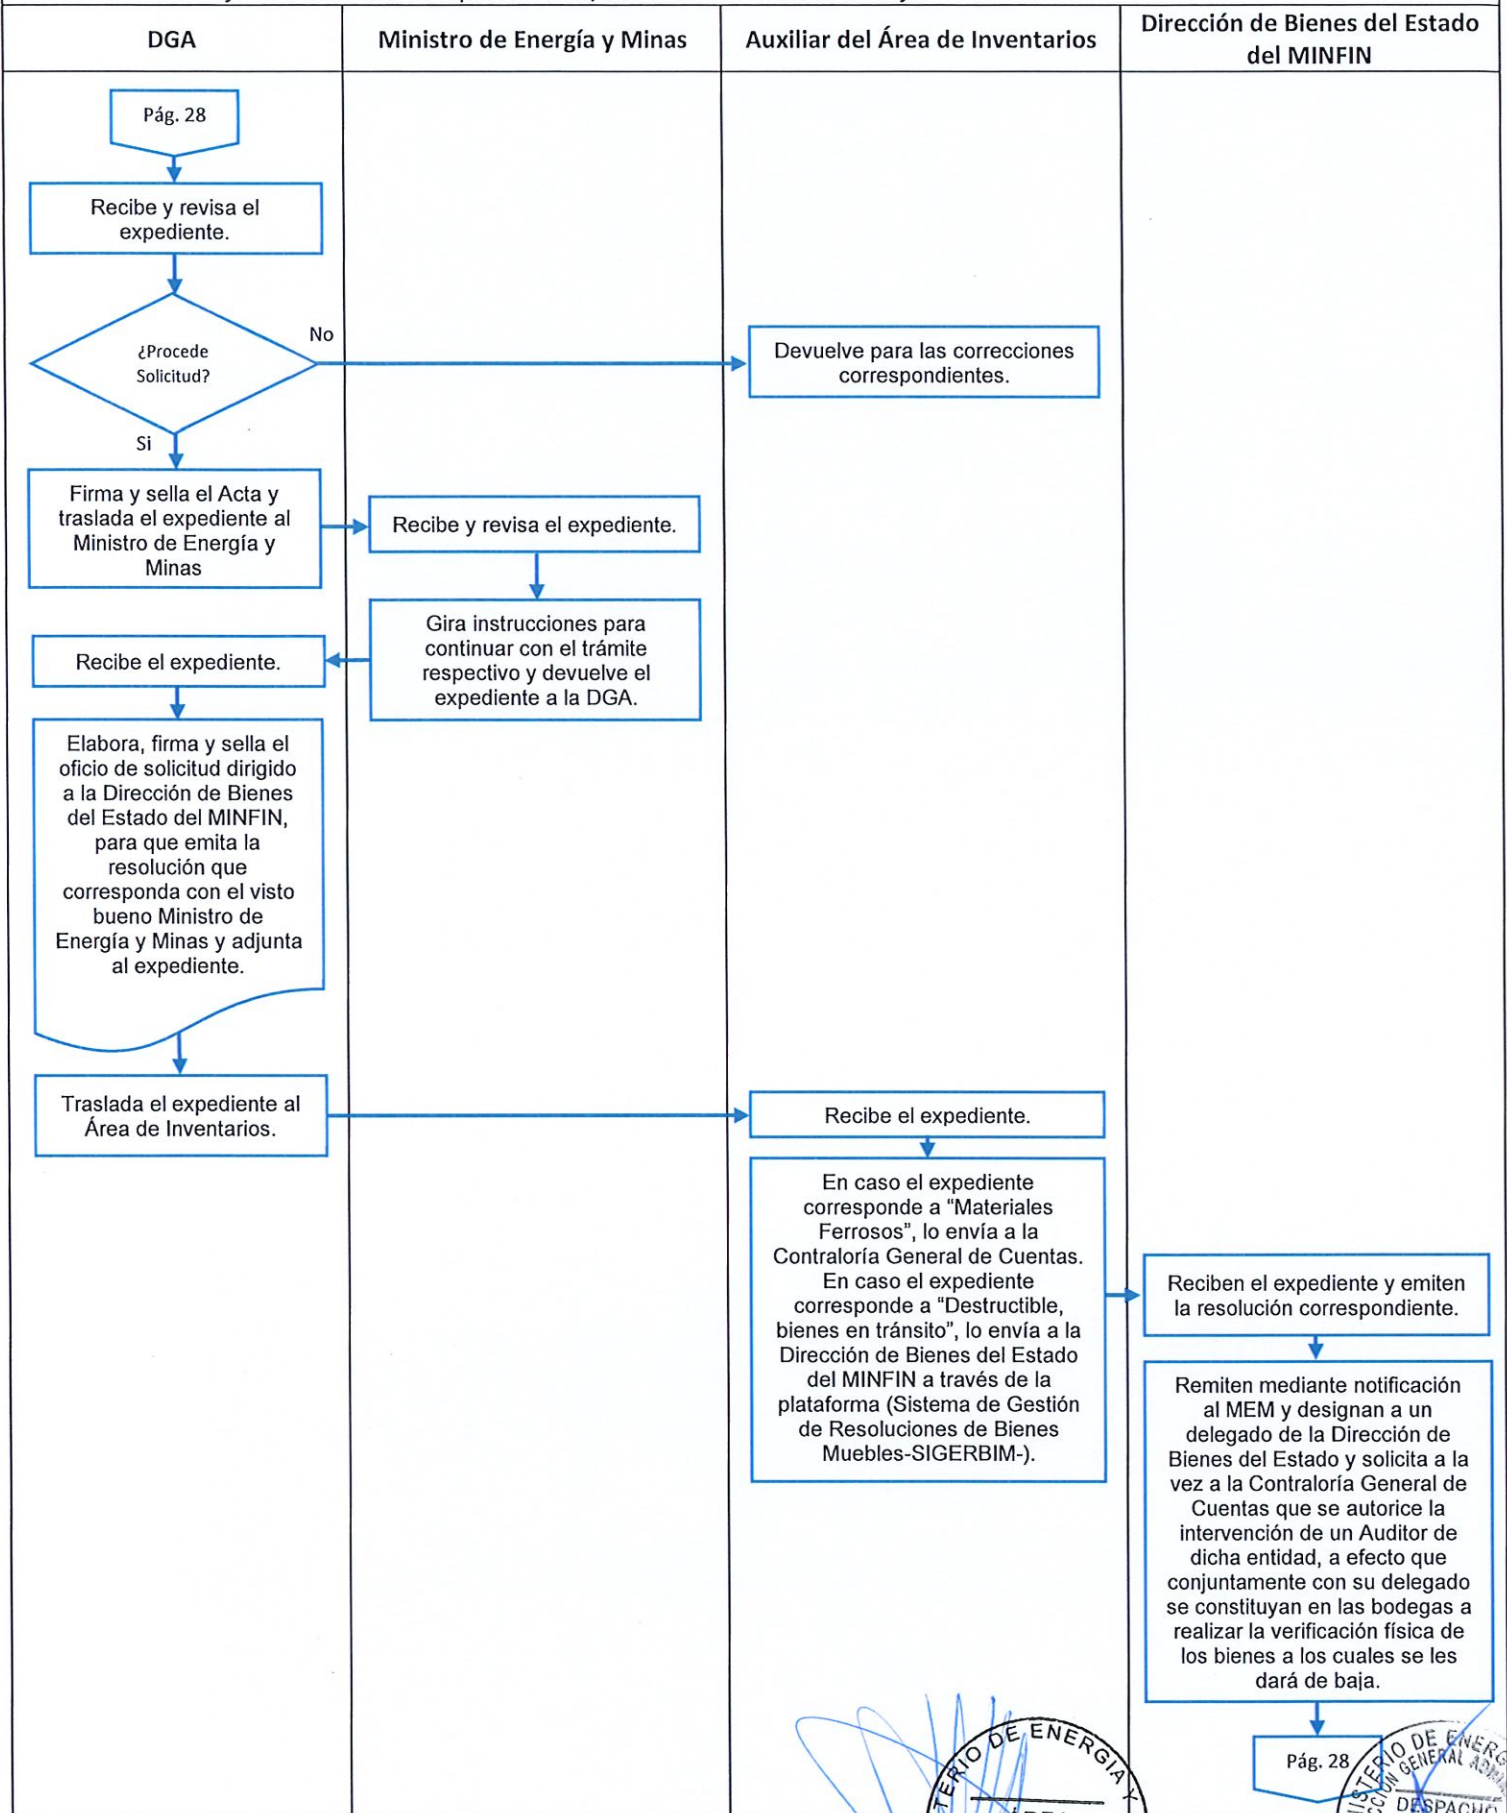 DGA
Ministro de Energía y Minas
Auxiliar del Área de Inventarios
Dirección de Bienes del Estado
del MINFIN
Pág. 28
Recibe y revisa el
expediente.
¿Procede
Solicitud?
No
Devuelve para las correcciones
correspondientes.
Si
Firma y sella el Acta y
traslada el expediente al
Ministro de Energía y
Minas
Recibe y revisa el expediente.
Gira instrucciones para
continuar con el trámite
respectivo y devuelve el
expediente a la DGA.
Recibe el expediente.
Elabora, firma y sella el
oficio de solicitud dirigido
a la Dirección de Bienes
del Estado del MINFIN,
para que emita la
resolución que
corresponda con el visto
bueno Ministro de
Energía y Minas y adjunta
al expediente.
Traslada el expediente al
Área de Inventarios.
Recibe el expediente.
En caso el expediente
corresponde a “Materiales
Ferrosos”, lo envía a la
Contraloría General de Cuentas.
En caso el expediente
corresponde a “Destructible,
bienes en tránsito”, lo envía a la
Dirección de Bienes del Estado
del MINFIN a través de la
plataforma (Sistema de Gestión
de Resoluciones de Bienes
Muebles-SIGERBIM-).
Reciben el expediente y emiten
la resolución correspondiente.
Remiten mediante notificación
al MEM y designan a un
delegado de la Dirección de
Bienes del Estado y solicita a la
vez a la Contraloría General de
Cuentas que se autorice la
intervención de un Auditor de
dicha entidad, a efecto que
conjuntamente con su delegado
se constituyan en las bodegas a
realizar la verificación física de
los bienes a los cuales se les
dará de baja.
Pág. 28
TERIO DE ENERGIA Y
ISTERIO DE ENERG
CCION GENERAL ADMIN
DESPACHO